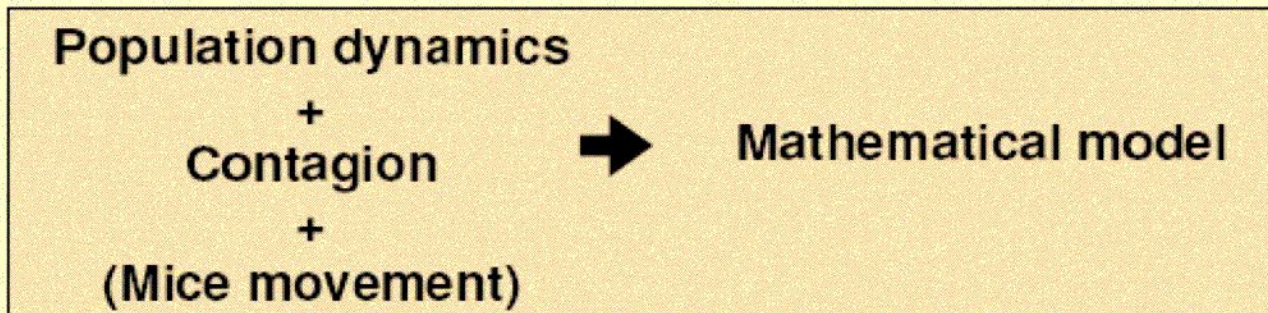 Population dynamics
+
Contagion
+
(Mice movement)
Mathematical model